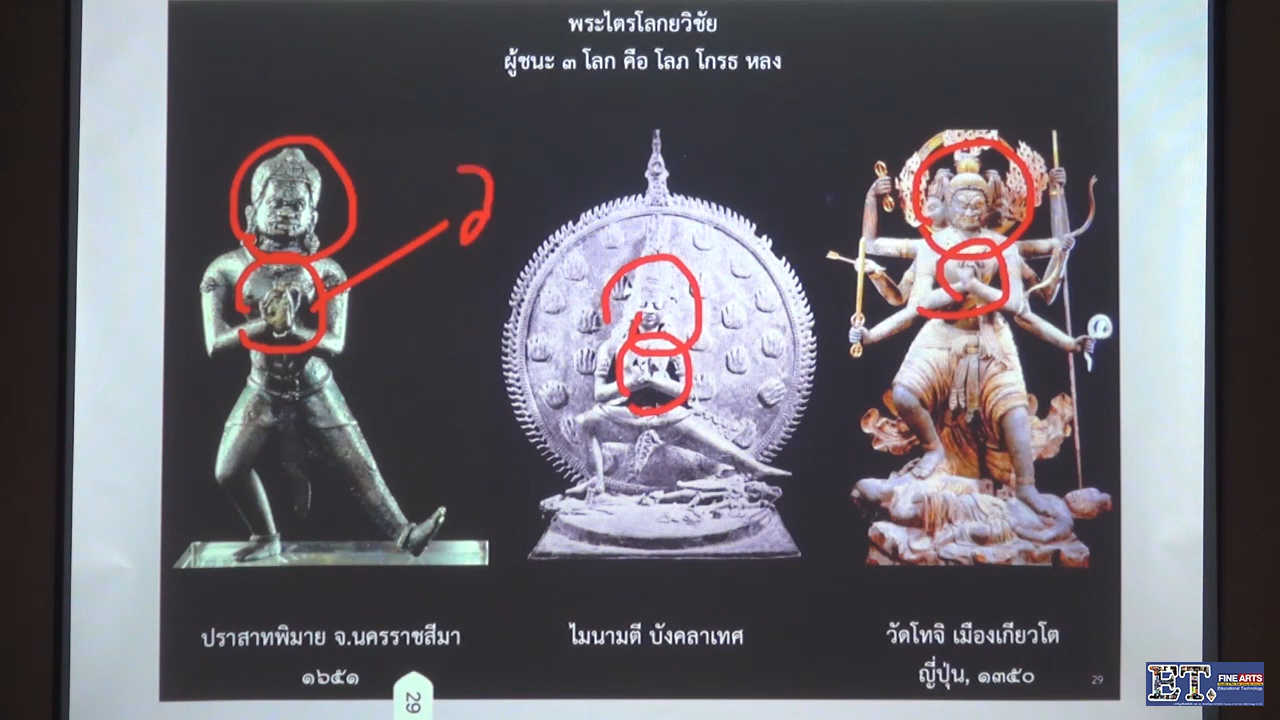 พระไตรโลกยวิชัย
ผู้ชนะ ๓ โลก คือ โลภ โกรธ หลง
ปราสาทพิมาย จ.นครราชสีมา
๑๖๕๑
ไมนามตี บังคลาเทศ
วัดโทจิ เมืองเกียวโต
ญี่ปุ่น, ๑๓๕๐
29
29
ET.
FINE ARTS
Educational Technology